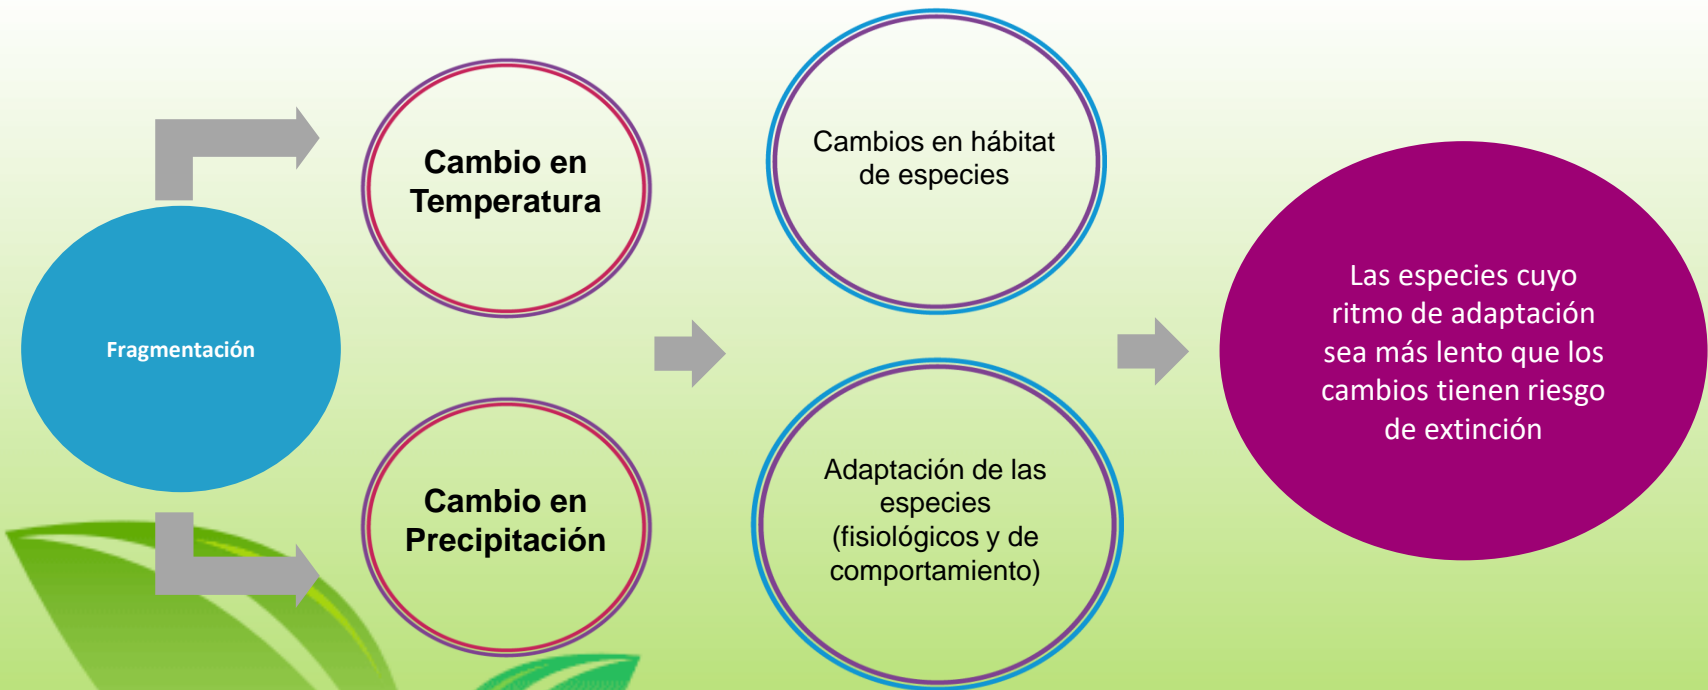 Fragmentación
Cambio en
Temperatura
Cambio en
Precipitación
Cambios en hábitat
de especies
Adaptación de las
especies
(fisiológicos y de
comportamiento)
Las especies cuyo
ritmo de adaptación
sea más lento que los
cambios tienen riesgo
de extinción